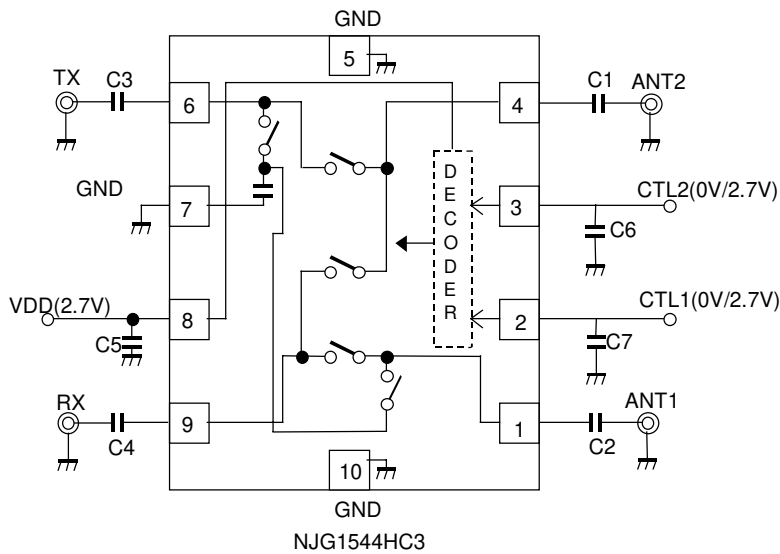 GND
5
TX
C3
6
4
C1
ANT2
GND
7
DECODER
3
CTL2(0V/2.7V)
C6
VDD(2.7V)
8
C5
2
CTL1(0V/2.7V)
C7
RX
C4
9
1
C2
ANT1
10
GND
NJG1544HC3